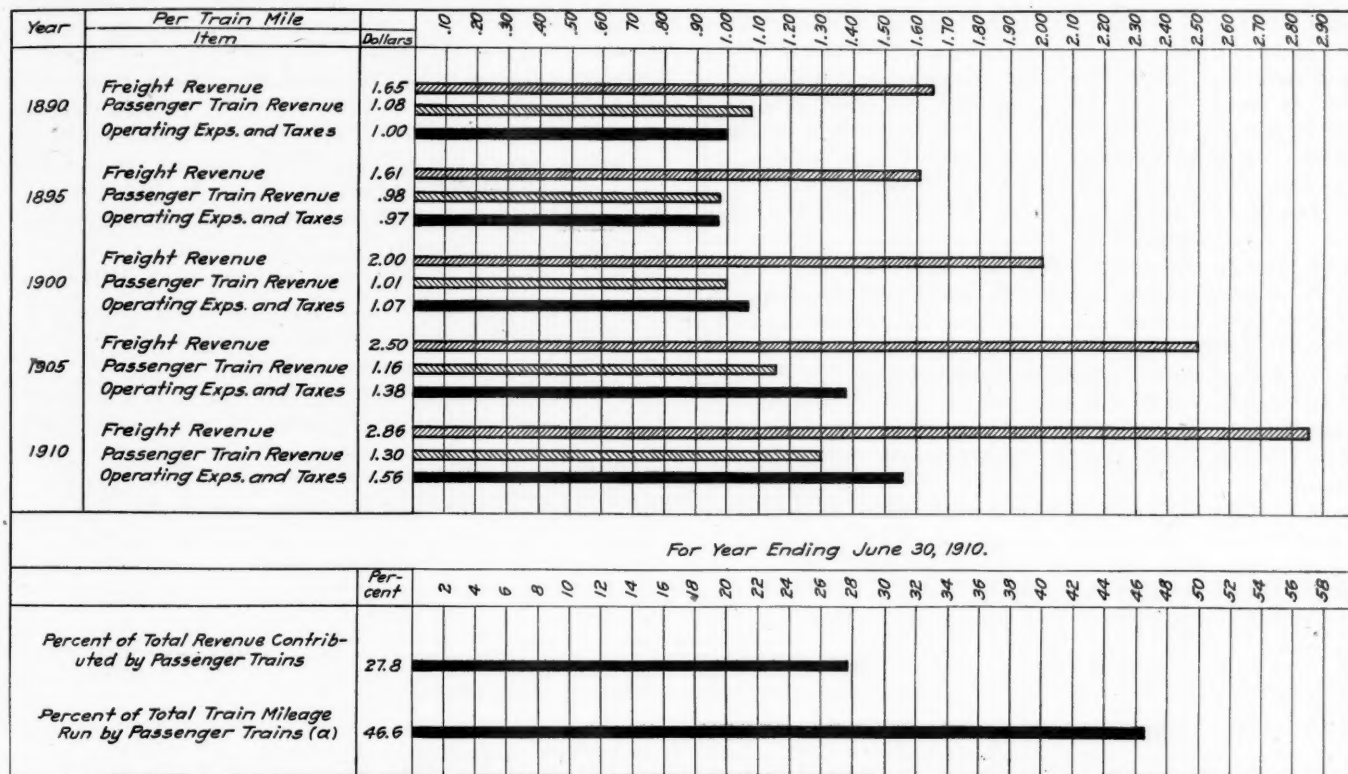 Year Per Train Mile
Item Dollars
.10 .20 .30 .40 .50 .60 .70 .80 .90 1.00 1.10 1.20 1.30 1.40 1.50 1.60 1.70 1.80 1.90 2.00 2.10 2.20 2.30 2.40 2.50 2.60 2.70 2.80 2.90
Freight Revenue 1.65
1890 Passenger Train Revenue 1.08
Operating Exps. and Taxes 1.00
Freight Revenue 1.61
1895 Passenger Train Revenue .98
Operating Exps. and Taxes .97
Freight Revenue 2.00
1900 Passenger Train Revenue 1.01
Operating Exps. and Taxes 1.07
Freight Revenue 2.50
1905 Passenger Train Revenue 1.16
Operating Exps. and Taxes 1.38
Freight Revenue 2.86
1910 Passenger Train Revenue 1.30
Operating Exps. and Taxes 1.56
For Year Ending June 30, 1910.
Per-
cent
2 4 6 8 10 12 14 16 18 20 22 24 26 28 30 32 34 36 38 40 42 44 46 48 50 52 54 56 58
Percent of Total Revenue Contrib-
uted by Passenger Trains 27.8
Percent of Total Train Mileage
Run by Passenger Trains (a) 46.6